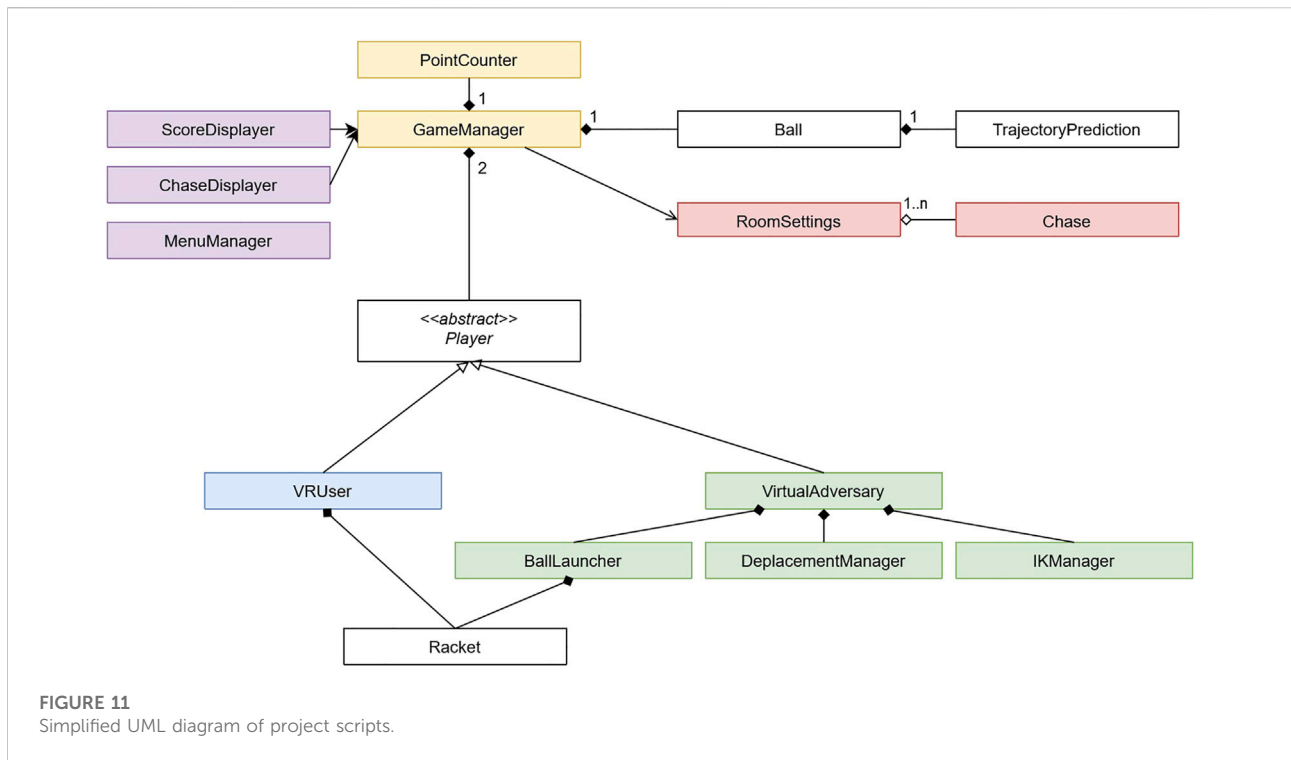 PointCounter
1
ScoreDisplayer
GameManager
1
Ball
1
TrajectoryPrediction
2
ChaseDisplayer
1..n
RoomSettings
Chase
MenuManager
<<abstract>>
Player
VRUser
VirtualAdversary
BallLauncher
DeplacementManager
IKManager
Racket
FIGURE 11
Simplified UML diagram of project scripts.